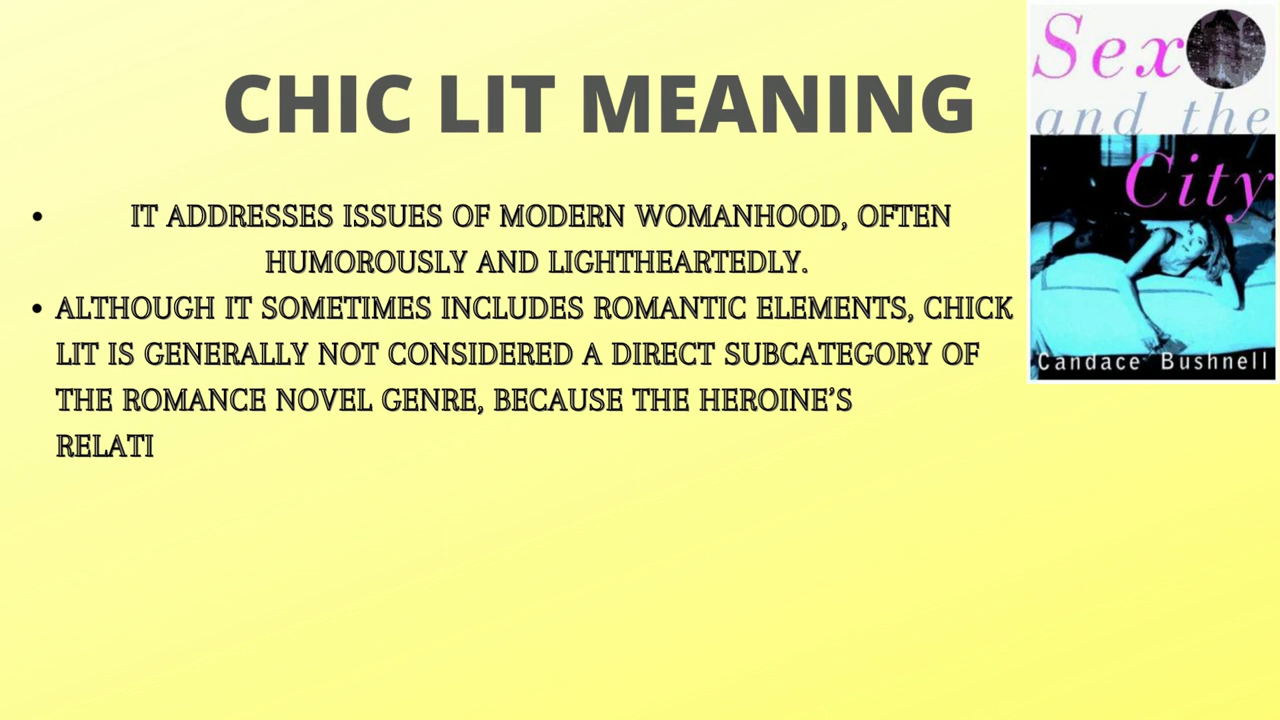 CHIC LIT MEANING
• IT ADDRESSES ISSUES OF MODERN WOMANHOOD, OFTEN
HUMOROUSLY AND LIGHTHEARTEDLY.
• ALTHOUGH IT SOMETIMES INCLUDES ROMANTIC ELEMENTS, CHICK
LIT IS GENERALLY NOT CONSIDERED A DIRECT SUBCATEGORY OF
THE ROMANCE NOVEL GENRE, BECAUSE THE HEROINE’S
RELATI
Sex
and the
City
Candace Bushnell